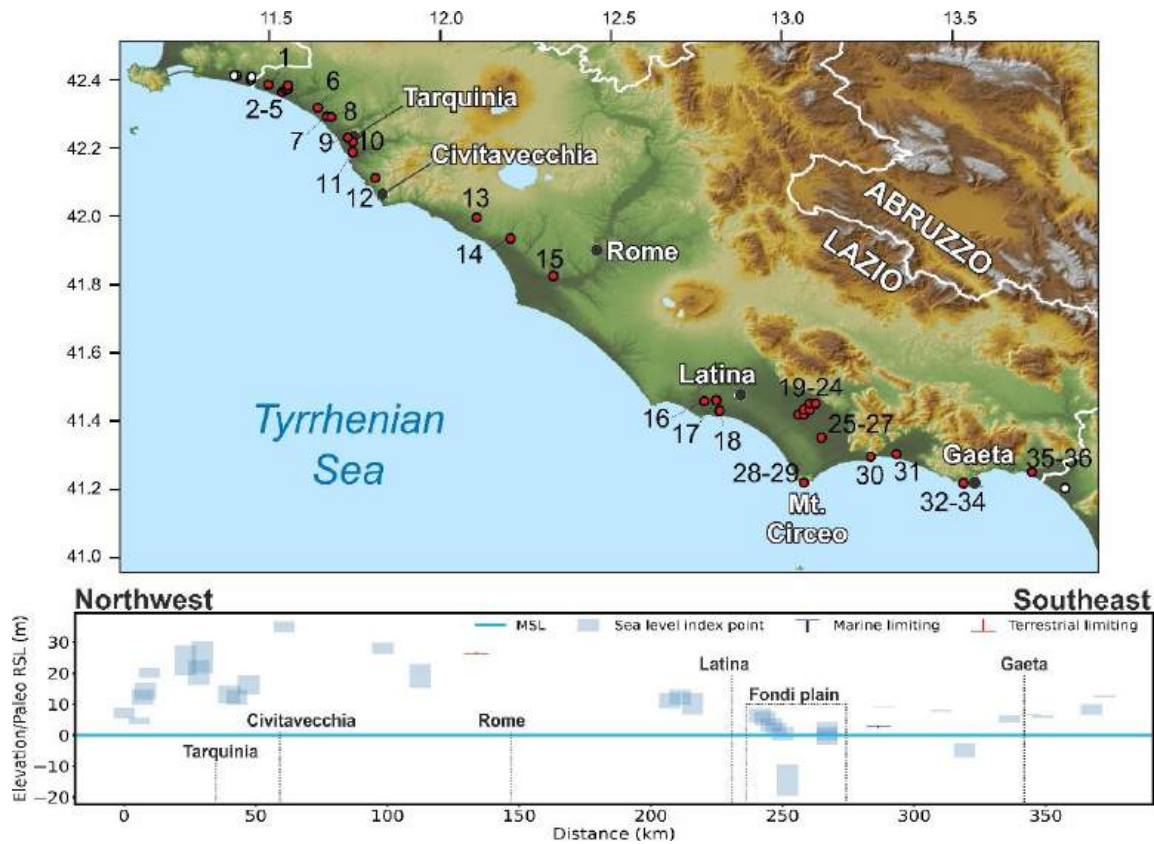 11.5 12.0 12.5 13.0 13.5
42.4
42.2
42.0
41.8
41.6
41.4
41.2
41.0
1
6
2-5
7
8
9
10
Tarquinia
Civitavecchia
11
12
13
14
15
Rome
ABRUZZO
LAZIO
Latina
16
17
18
19-24
25-27
28-29
Mt.
Circeo
30
31
Gaeta
32-34
35-36
Tyrrhenian
Sea
Northwest Southeast
MSL Sea level index point Marine limiting Terrestrial limiting
Elevation/Paleo RSL (m)
30
20
10
0
−10
−20
Tarquinia
Civitavecchia
Rome
Latina
Fondi plain
Gaeta
0 50 100 150 200 250 300 350
Distance (km)